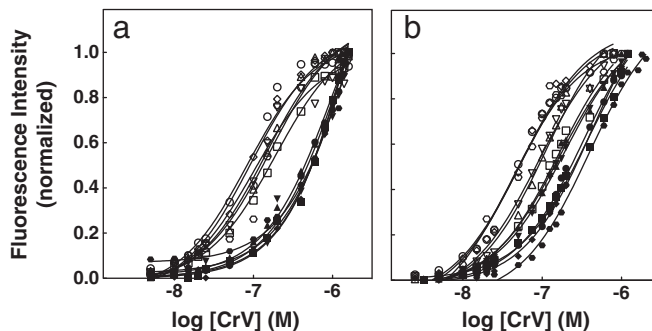 a
b
Fluorescence Intensity
(normalized)
1.0
0.8
0.6
0.4
0.2
0.0
-8 -7 -6
-8 -7 -6
log [CrV] (M)
log [CrV] (M)